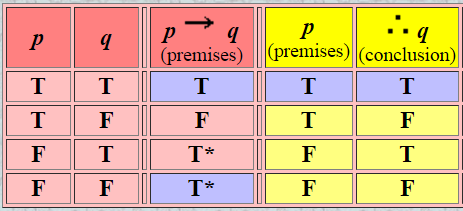 p q p → q p ∴ q
(premises) (premises) (conclusion)
T T T T T
T F F T F
F T T* F T
F F T* F F